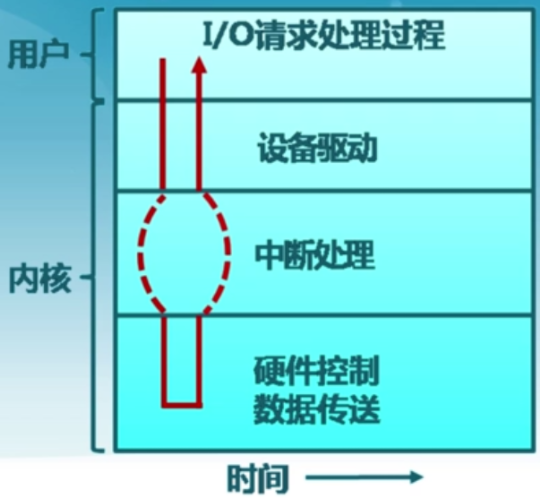 I/O请求处理过程
用户
设备驱动
中断处理
内核
硬件控制
数据传送
时间